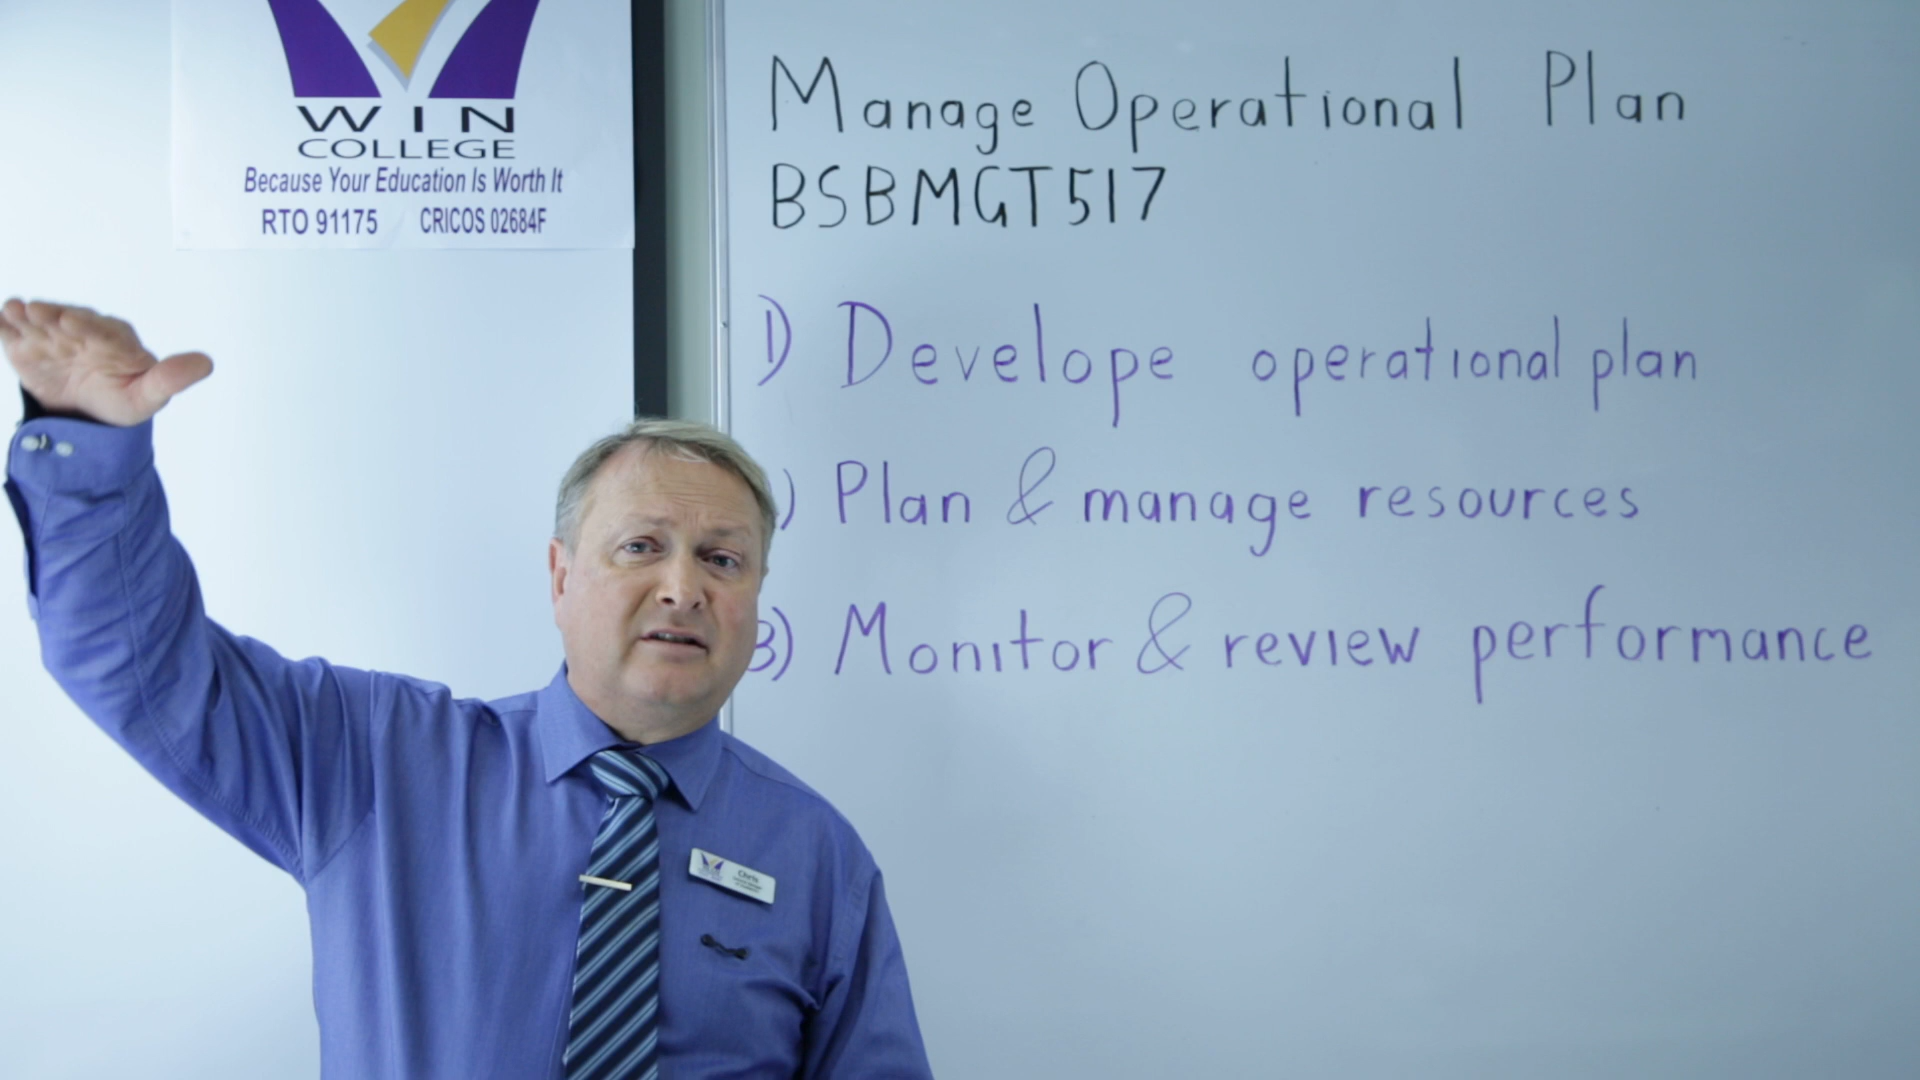 WIN
COLLEGE
Because Your Education Is Worth It
RTO 91175 CRICOS 02684F
Manage Operational Plan
BSBMGT517
1) Develope operational plan
) Plan & manage resources
3) Monitor & review performance
Chris